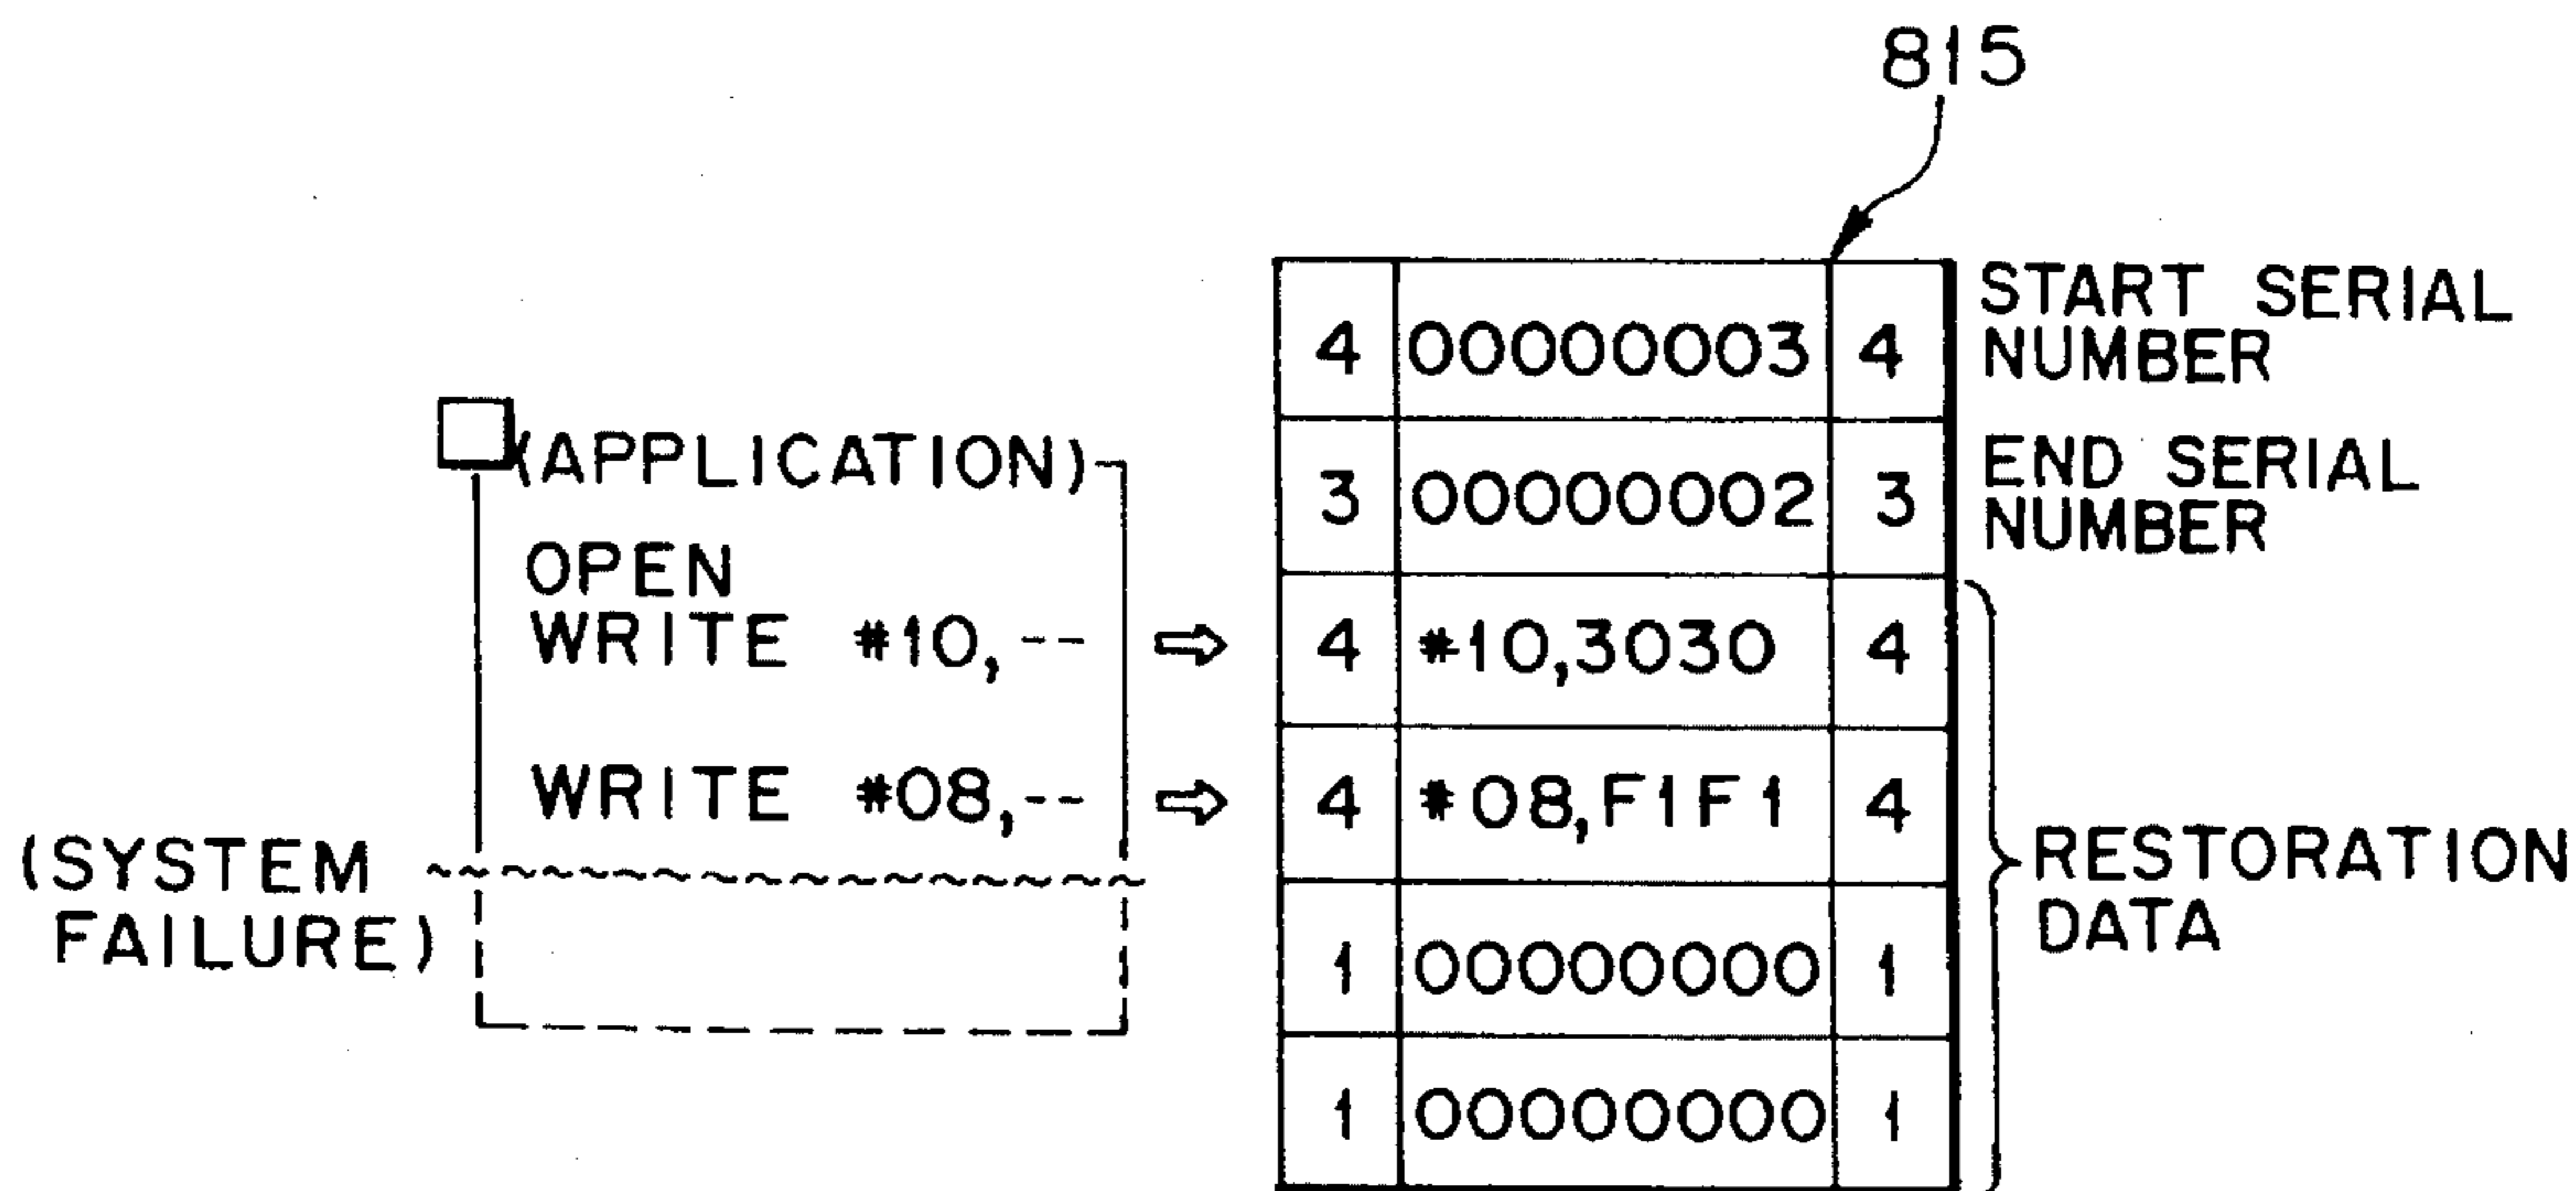 815
4 00000003 4 START SERIAL
NUMBER
3 00000002 3 END SERIAL
NUMBER
(APPLICATION)
OPEN
WRITE #10,-- ⇨ 4 #10,3030 4
WRITE #08,-- ⇨ 4 #08,F1F1 4
(SYSTEM
FAILURE)
RESTORATION
DATA
1 00000000 1
1 00000000 1